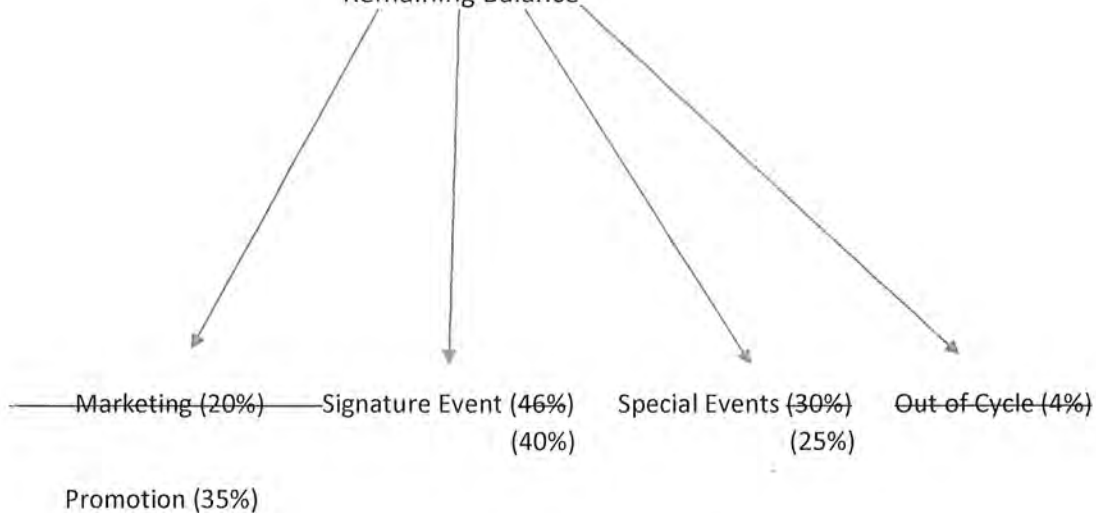 Remaining Balance
Marketing (20%) Signature Event (46%) Special Events (30%) Out of Cycle (4%)
(40%) (25%)
Promotion (35%)